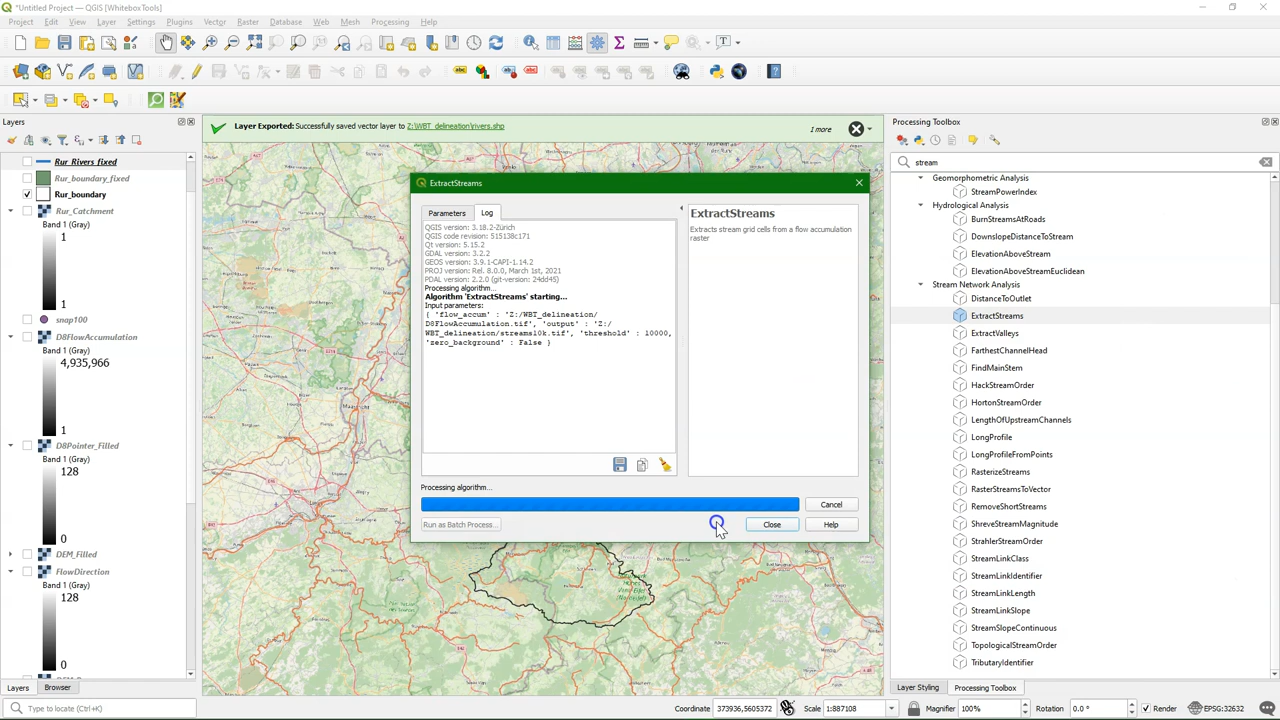 *Untitled Project — QGIS [WhiteboxTools]
Project Edit View Layer Settings Plugins Vector Raster Database Web Mesh Processing Help
Layers
Layer Exported: Successfully saved vector layer to Z:\WBT_delineation\rivers.shp
1 more
Processing Toolbox
stream
Rur_Rivers_fixed
Rur_boundary_fixed
Rur_boundary
Rur_Catchment
Band 1 (Gray)
1
1
snap100
D8FlowAccumulation
Band 1 (Gray)
4,935,966
1
D8Pointer_Filled
Band 1 (Gray)
128
0
DEM_Filled
FlowDirection
Band 1 (Gray)
128
0
Layers Browser
ExtractStreams
Parameters Log
QGIS version: 3.18.2-Zürich
QGIS code revision: 515138c171
Qt version: 5.15.2
GDAL version: 3.2.2
GEOS version: 3.9.1-CAPI-1.14.2
PROJ version: Rel. 8.0.0, March 1st, 2021
PDAL version: 2.2.0 (git-version: 24dd45)
Processing algorithm…
Algorithm 'ExtractStreams' starting…
Input parameters:
{ 'flow_accum' : 'Z:/WBT_delineation/
D8FlowAccumulation.tif', 'output' : 'Z:/
WBT_delineation/streams10k.tif', 'threshold' : 10000,
'zero_background' : False }
ExtractStreams
Extracts stream grid cells from a flow accumulation
raster
Processing algorithm...
Cancel
Run as Batch Process…
Close
Help
Geomorphometric Analysis
StreamPowerIndex
Hydrological Analysis
BurnStreamsAtRoads
DownslopeDistanceToStream
ElevationAboveStream
ElevationAboveStreamEuclidean
Stream Network Analysis
DistanceToOutlet
ExtractStreams
ExtractValleys
FarthestChannelHead
FindMainStem
HackStreamOrder
HortonStreamOrder
LengthOfUpstreamChannels
LongProfile
LongProfileFromPoints
RasterizeStreams
RasterStreamsToVector
RemoveShortStreams
ShreveStreamMagnitude
StrahlerStreamOrder
StreamLinkClass
StreamLinkIdentifier
StreamLinkLength
StreamLinkSlope
StreamSlopeContinuous
TopologicalStreamOrder
TributaryIdentifier
Layer Styling Processing Toolbox
Type to locate (Ctrl+K)
Coordinate 373936,5605372 Scale 1:887108 Magnifier 100% Rotation 0.0 ° Render EPSG:32632